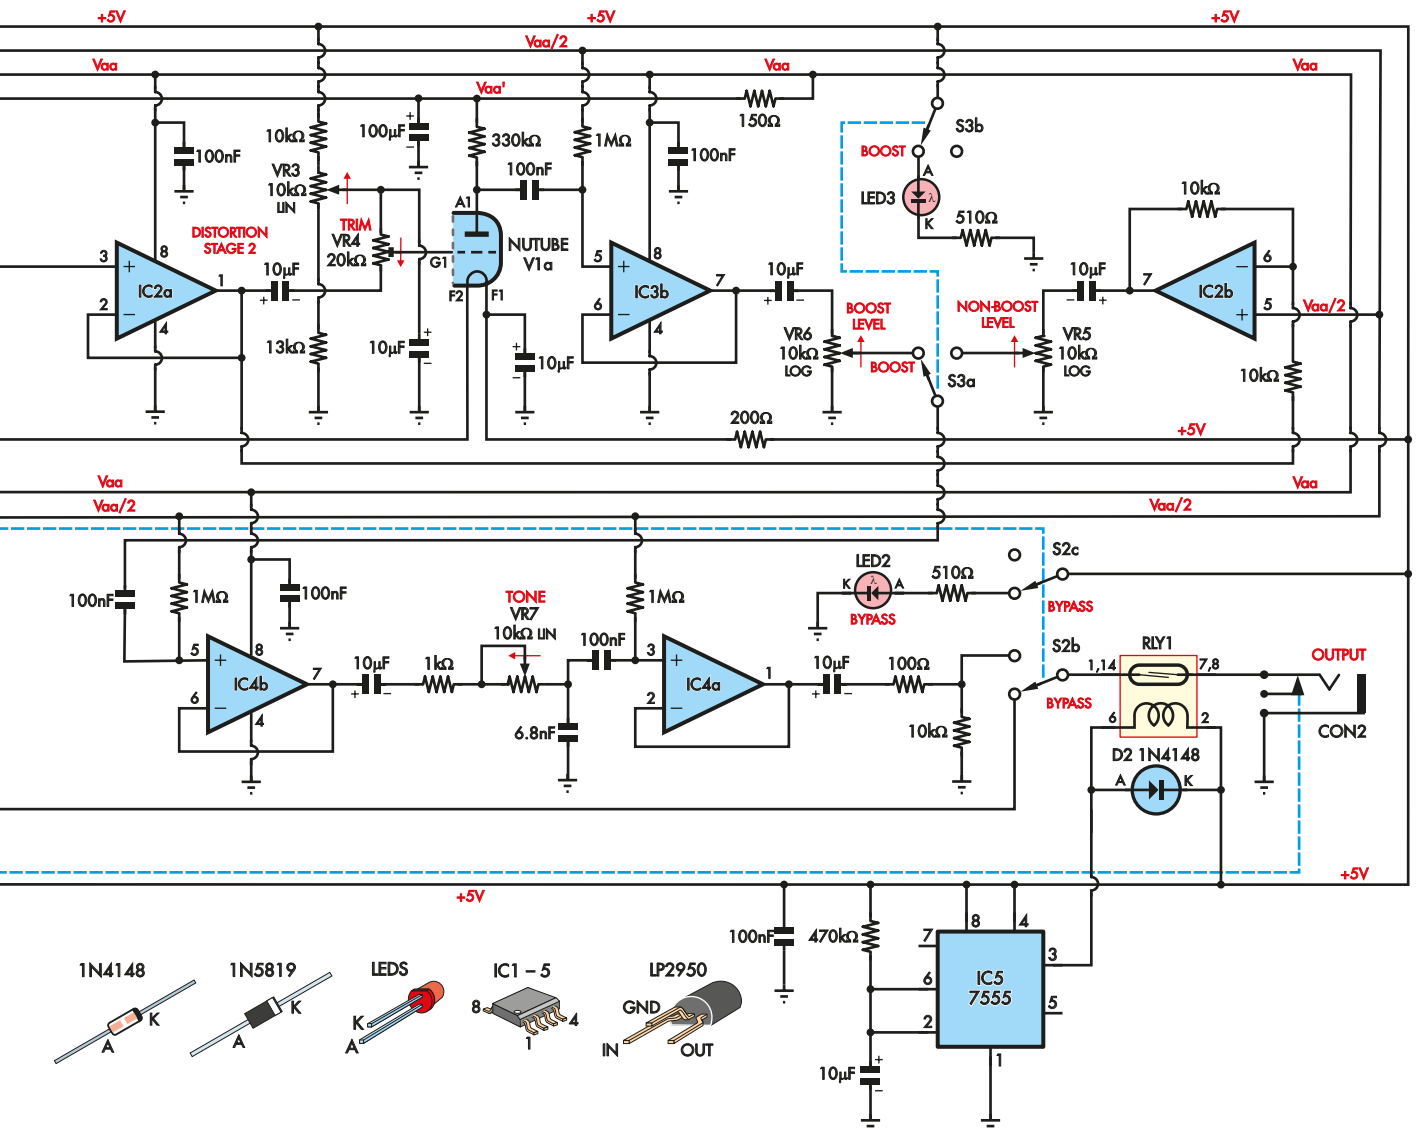 +5V
+5V
+5V
Vaa/2
Vaa
Vaa
Vaa
Vaa'
150Ω
10kΩ
100µF
+
–
330kΩ
1MΩ
100nF
100nF
100nF
VR3
10kΩ
LIN
A1
S3b
BOOST
A
LED3
λ
K
510Ω
10kΩ
DISTORTION
STAGE 2
TRIM
VR4
20kΩ
G1
NUTUBE
V1a
F2
F1
3
+
2
–
8
IC2a
1
4
10µF
+
–
13kΩ
10µF
+
–
10µF
+
–
5
+
6
–
8
IC3b
7
4
10µF
+
–
BOOST
LEVEL
VR6
10kΩ
LOG
BOOST
S3a
NON-BOOST
LEVEL
VR5
10kΩ
LOG
10µF
–
+
7
IC2b
–
6
+
5
Vaa/2
10kΩ
200Ω
+5V
Vaa
Vaa
Vaa/2
Vaa/2
100nF
1MΩ
100nF
5
+
6
–
8
IC4b
7
4
10µF
+
–
1kΩ
TONE
VR7
10kΩ LIN
100nF
6.8nF
1MΩ
3
+
2
–
IC4a
1
10µF
+
–
100Ω
10kΩ
LED2
K
λ
A
BYPASS
510Ω
S2c
BYPASS
S2b
BYPASS
RLY1
1,14
7,8
6
2
D2 1N4148
A
K
OUTPUT
CON2
+5V
+5V
100nF
470kΩ
10µF
+
–
7
6
2
8
4
3
5
1
IC5
7555
1N4148
K
A
1N5819
K
A
LEDS
K
A
IC1 – 5
8
4
1
LP2950
GND
IN
OUT